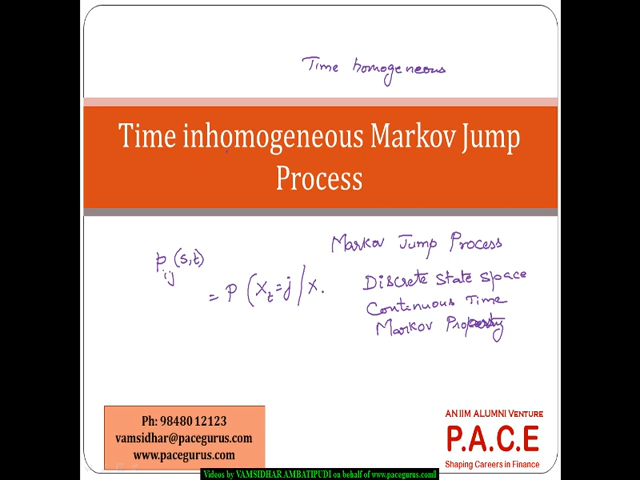 Time homogeneous
Time inhomogeneous Markov Jump
Process
Markov Jump Process
Discrete State Space
Continuous Time
Markov Property
p_ij (s,t)
= P (X_t = j / X.
Ph: 98480 12123
vamsidhar@pacegurus.com
www.pacegurus.com
AN IIM ALUMNI VENTURE
P.A.C.E
Shaping Careers in Finance
Videos by VAMSIDHAR AMBATIPUDI on behalf of www.pacegurus.com\